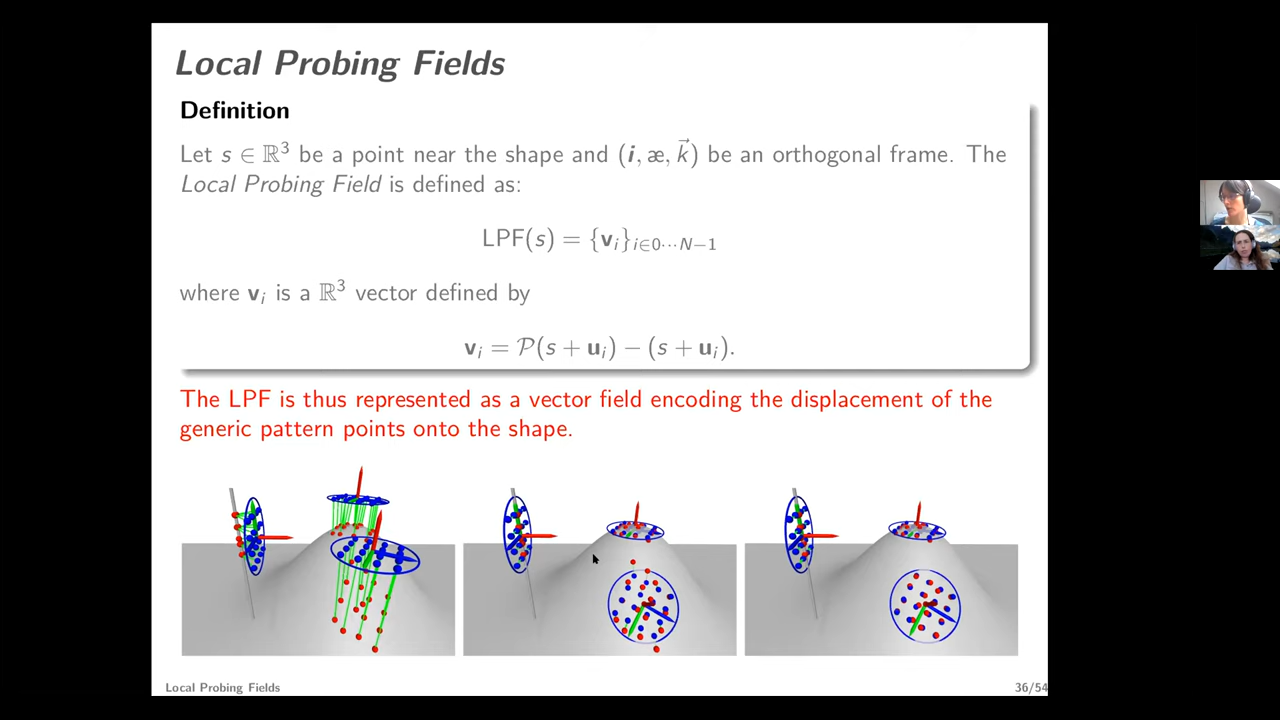 Local Probing Fields
Definition
Let s ∈ ℝ³ be a point near the shape and (i, æ, k⃗) be an orthogonal frame. The
Local Probing Field is defined as:
LPF(s) = {vᵢ}ᵢ∈₀…N−1
where vᵢ is a ℝ³ vector defined by
vᵢ = 𝒫(s + uᵢ) − (s + uᵢ).
The LPF is thus represented as a vector field encoding the displacement of the
generic pattern points onto the shape.
Local Probing Fields
36/54